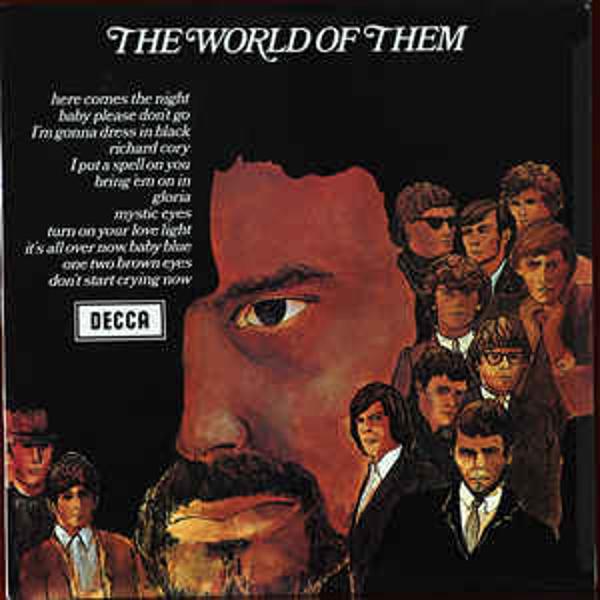 THE WORLD OF THEM
here comes the night
baby please don't go
I'm gonna dress in black
richard cory
I put a spell on you
bring 'em on in
gloria
mystic eyes
turn on your love light
it's all over now, baby blue
one two brown eyes
don't start crying now
DECCA